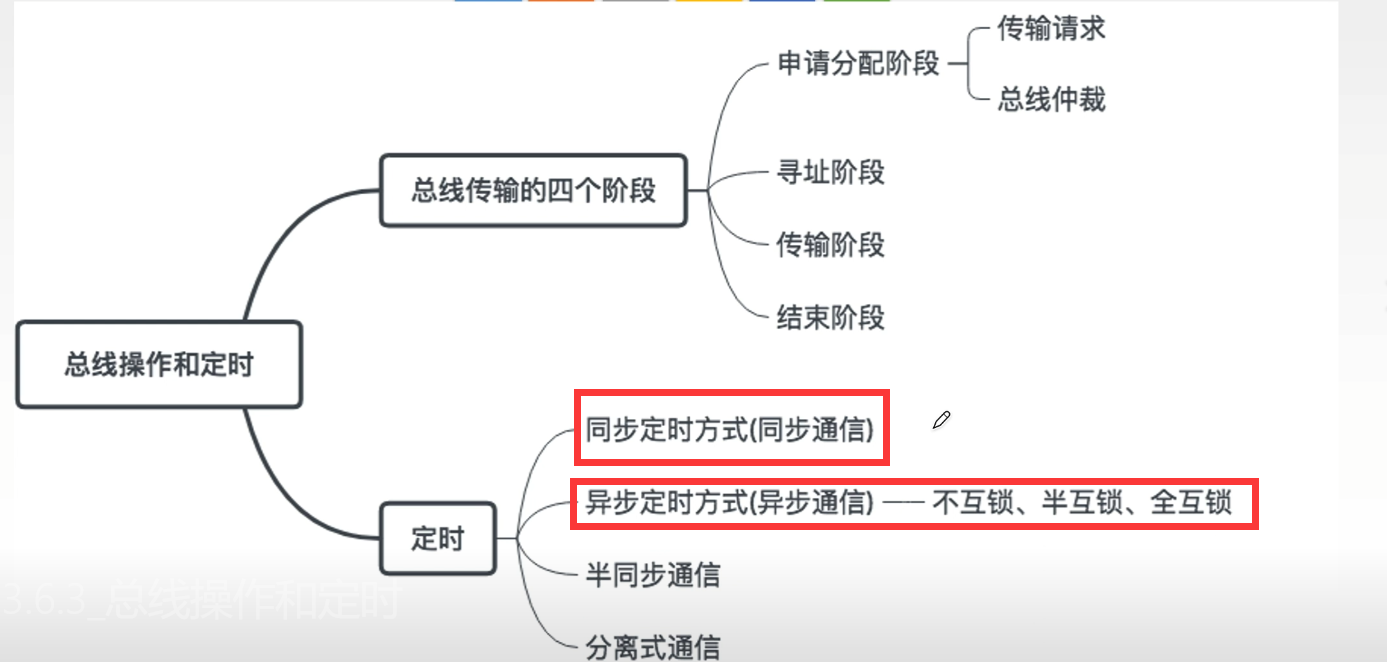 传输请求
申请分配阶段
总线仲裁
寻址阶段
总线传输的四个阶段
传输阶段
结束阶段
总线操作和定时
同步定时方式(同步通信)
异步定时方式(异步通信) —— 不互锁、半互锁、全互锁
定时
半同步通信
3.6.3_总线操作和定时
分离式通信